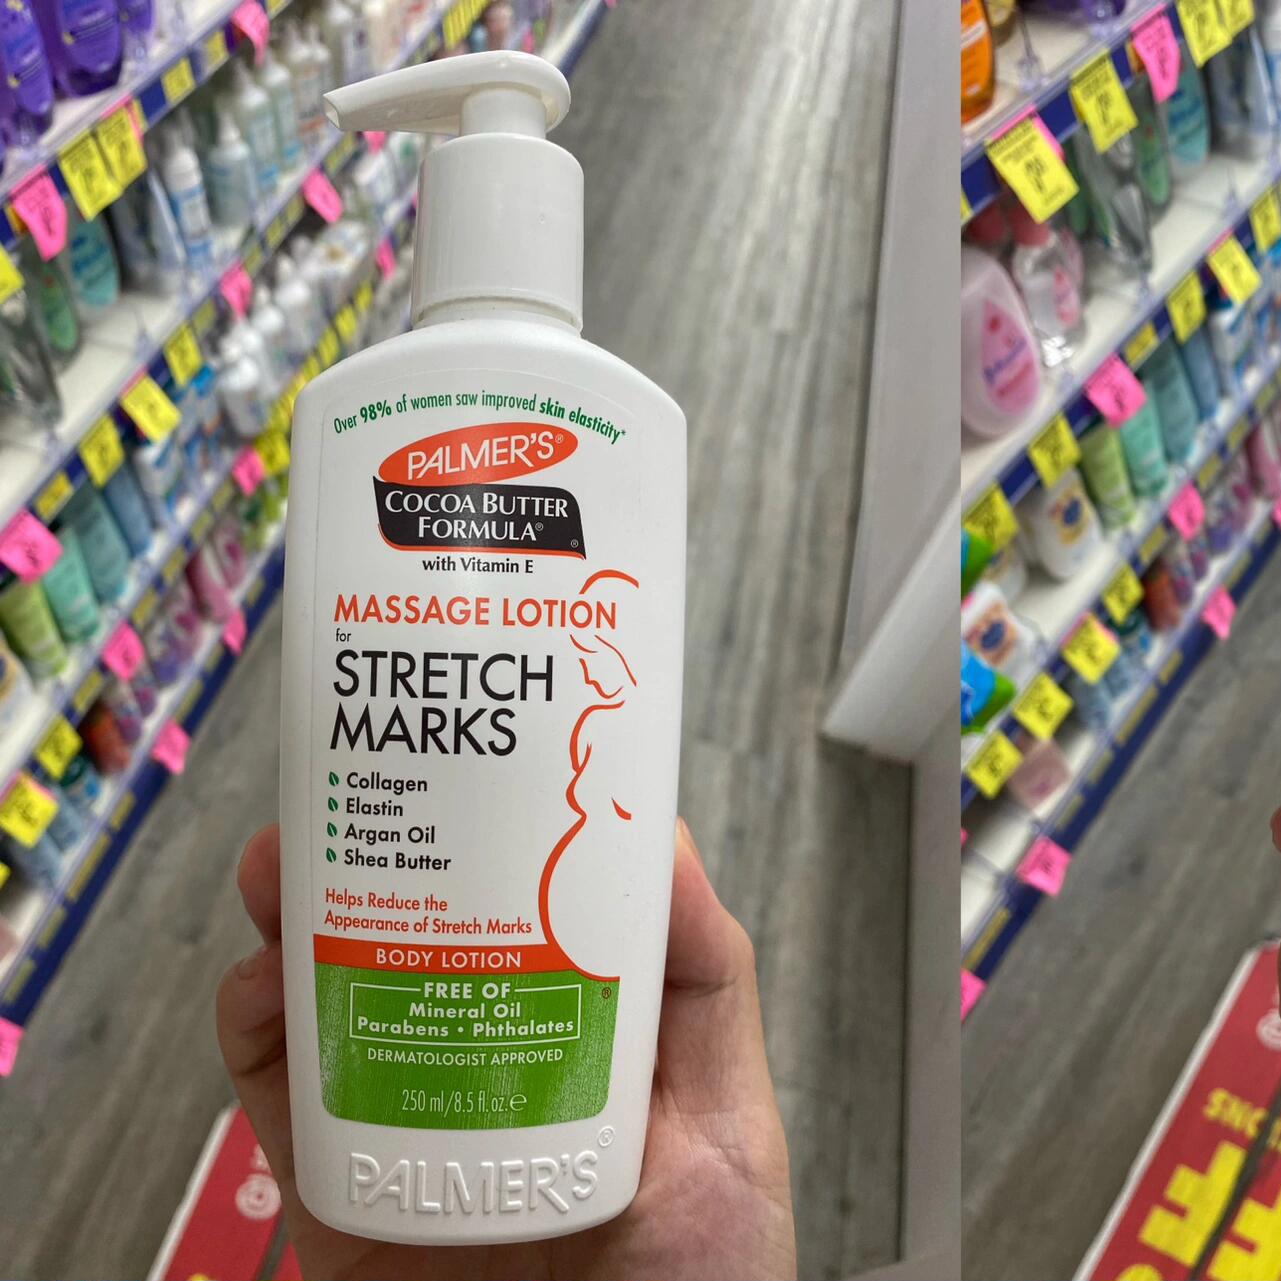 Over 98% of women saw improved skin elasticity*
PALMER'S®
COCOA BUTTER
FORMULA®
®
with Vitamin E
MASSAGE LOTION
for
STRETCH
MARKS
Collagen
Elastin
Argan Oil
Shea Butter
Helps Reduce the
Appearance of Stretch Marks
BODY LOTION
®
FREE OF
Mineral Oil
Parabens • Phthalates
DERMATOLOGIST APPROVED
250 ml/8.5 fl. oz. e
PALMER'S®